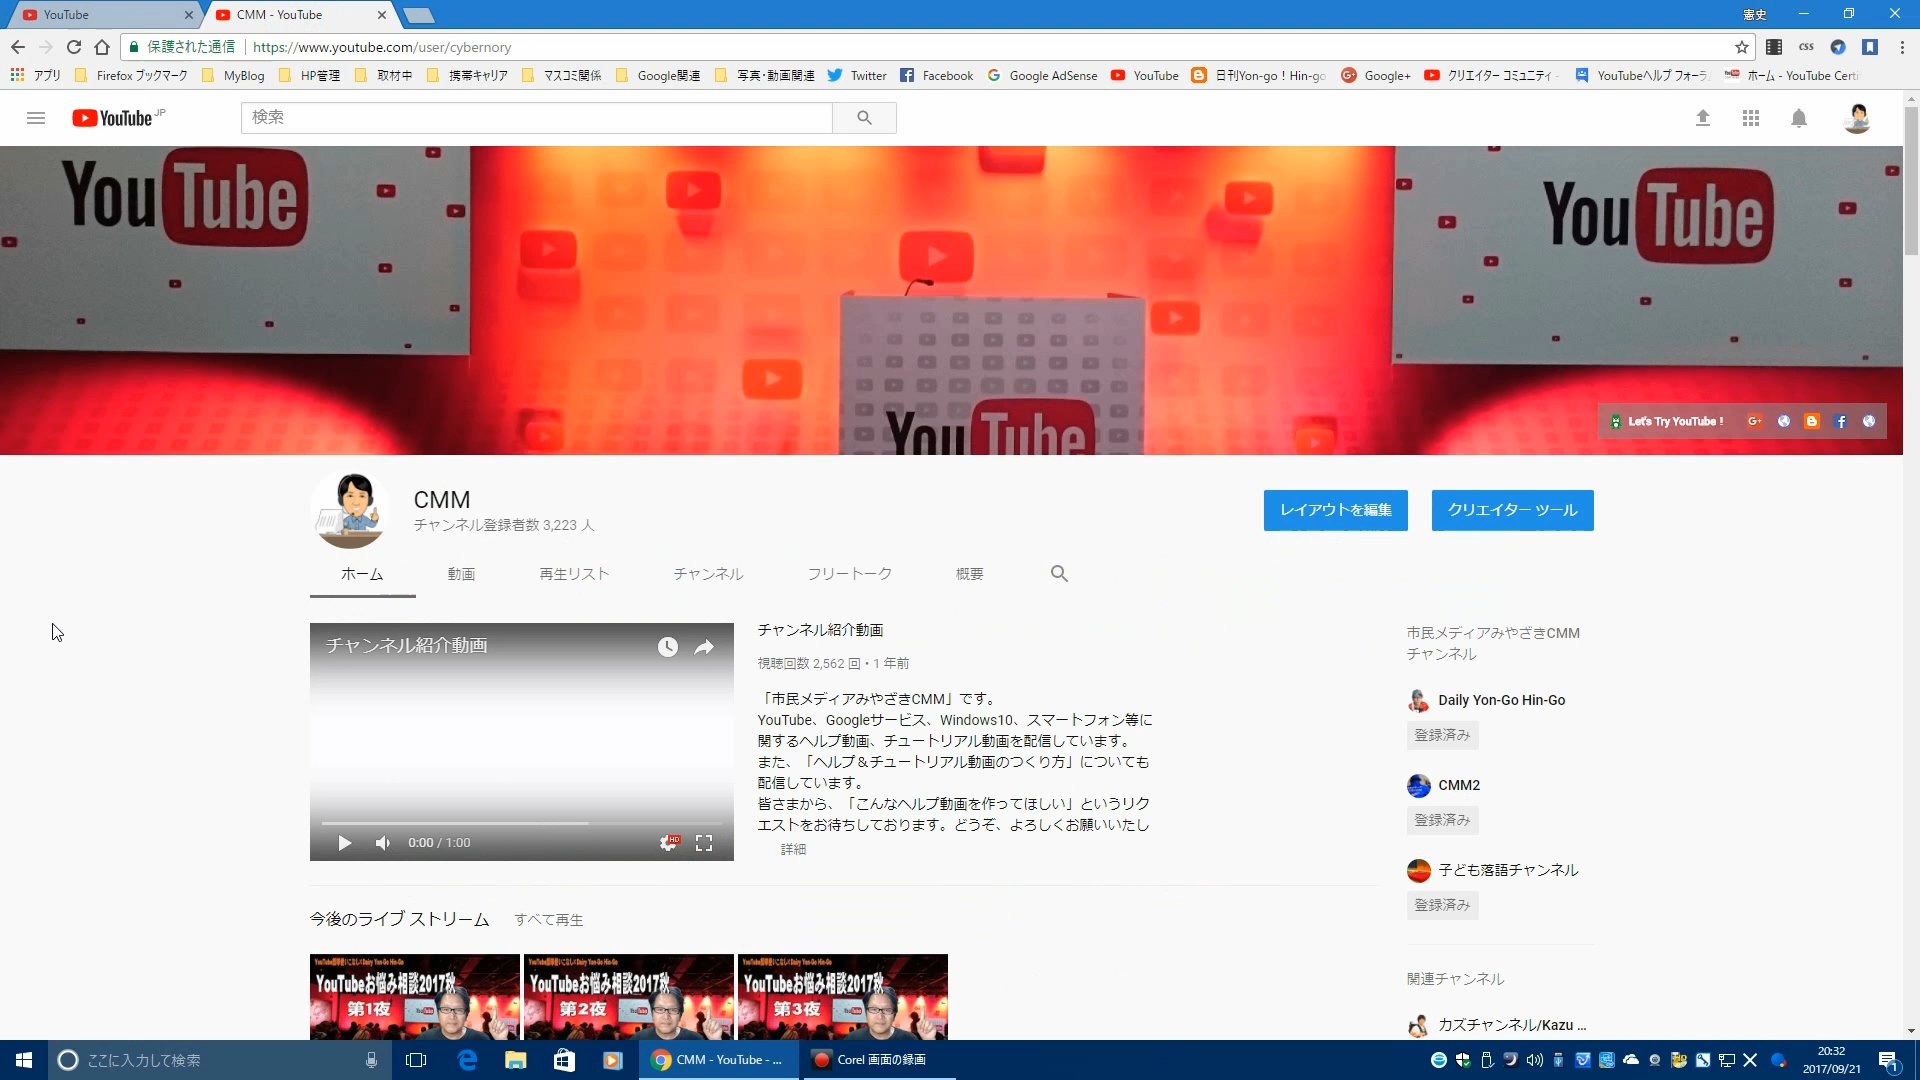 YouTube
CMM - YouTube
憲史
保護された通信
https://www.youtube.com/user/cybernory
アプリ
Firefox ブックマーク
MyBlog
HP管理
取材中
携帯キャリア
マスコミ関係
Google関連
写真・動画関連
Twitter
Facebook
Google AdSense
YouTube
日刊Yon-go！Hin-go
Google+
クリエイター コミュニティ -
YouTubeヘルプ フォーラ
ホーム - YouTube Certi
YouTube JP
検索
YouTube
YouTube
YouTube
Let's Try YouTube !
CMM
チャンネル登録者数 3,223 人
レイアウトを編集
クリエイター ツール
ホーム
動画
再生リスト
チャンネル
フリートーク
概要
チャンネル紹介動画
0:00 / 1:00
HD
チャンネル紹介動画
視聴回数 2,562 回・1 年前
「市民メディアみやざきCMM」です。
YouTube、Googleサービス、Windows10、スマートフォン等に
関するヘルプ動画、チュートリアル動画を配信しています。
また、「ヘルプ＆チュートリアル動画のつくり方」についても
配信しています。
皆さまから、「こんなヘルプ動画を作ってほしい」というリク
エストをお待ちしております。どうぞ、よろしくお願いいたし
詳細
市民メディアみやざきCMM
チャンネル
Daily Yon-Go Hin-Go
登録済み
CMM2
登録済み
子ども落語チャンネル
登録済み
関連チャンネル
カズチャンネル/Kazu ...
今後のライブ ストリーム
すべて再生
YouTubeお悩み相談2017秋
第1夜
YouTubeお悩み相談2017秋
第2夜
YouTubeお悩み相談2017秋
第3夜
ここに入力して検索
CMM - YouTube - ...
Corel 画面の録画
20:32
2017/09/21
1